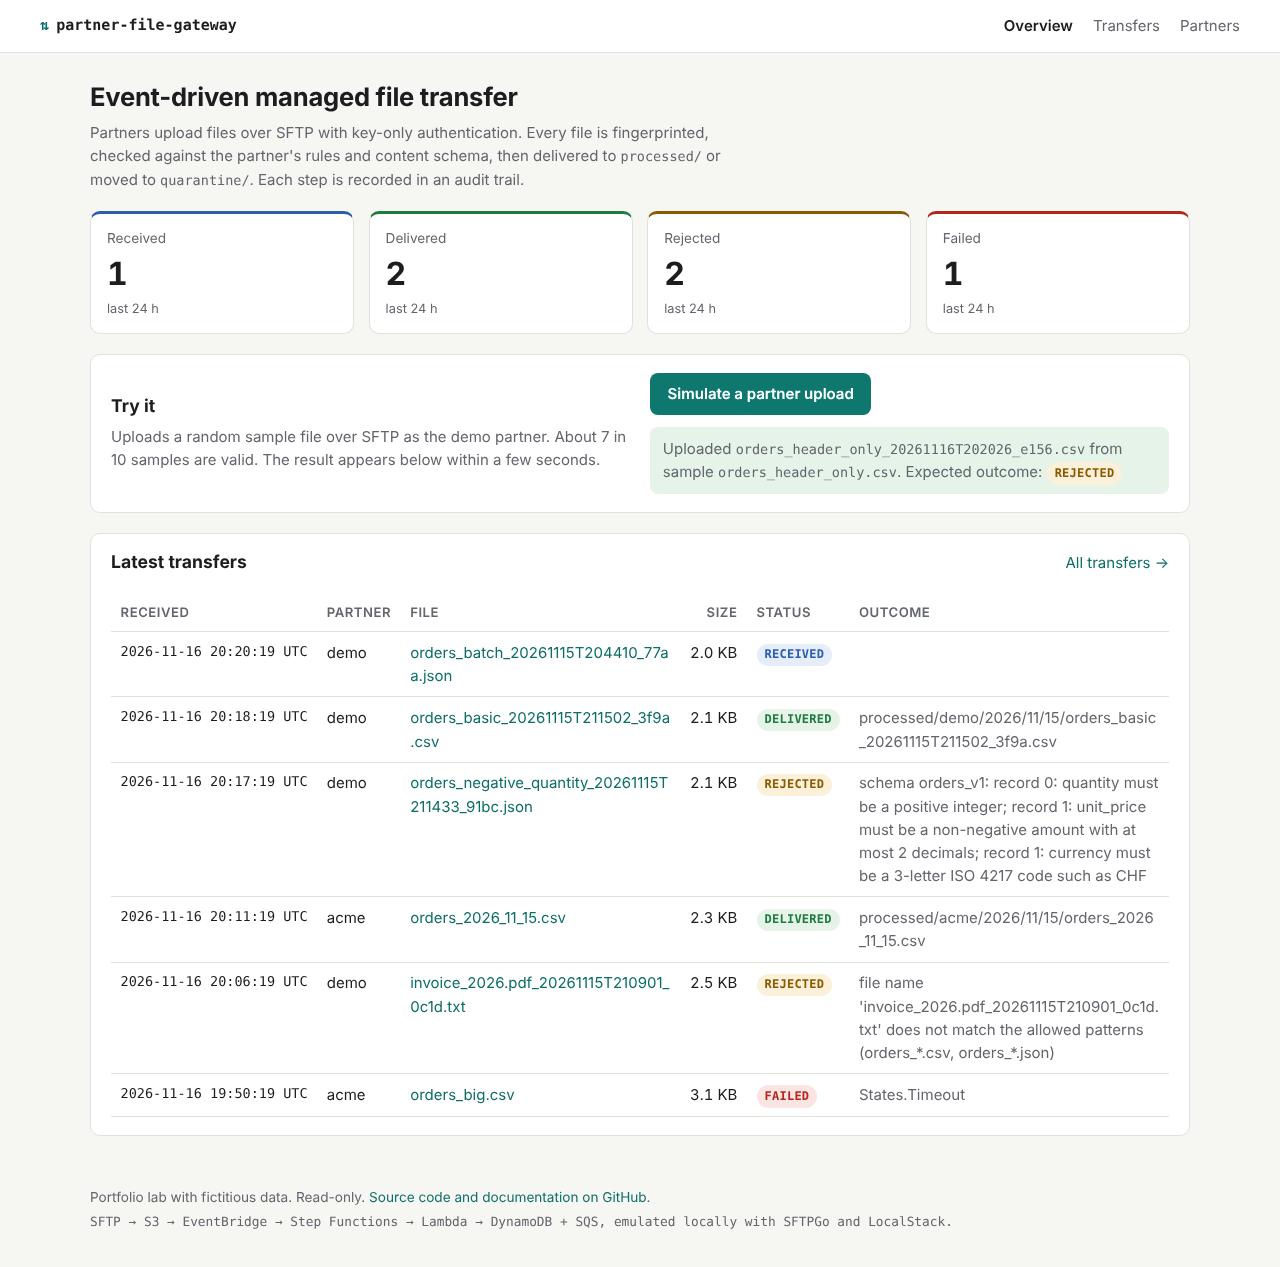 ⇅ partner-file-gateway
Overview Transfers Partners
Event-driven managed file transfer
Partners upload files over SFTP with key-only authentication. Every file is fingerprinted,
checked against the partner's rules and content schema, then delivered to processed/ or
moved to quarantine/. Each step is recorded in an audit trail.
Received
1
last 24 h
Delivered
2
last 24 h
Rejected
2
last 24 h
Failed
1
last 24 h
Try it
Uploads a random sample file over SFTP as the demo partner. About 7 in
10 samples are valid. The result appears below within a few seconds.
Simulate a partner upload
Uploaded orders_header_only_20261116T202026_e156.csv from
sample orders_header_only.csv. Expected outcome: REJECTED
Latest transfers
All transfers →
RECEIVED PARTNER FILE SIZE STATUS OUTCOME
2026-11-16 20:20:19 UTC demo orders_batch_20261115T204410_77a 2.0 KB RECEIVED
a.json
2026-11-16 20:18:19 UTC demo orders_basic_20261115T211502_3f9a 2.1 KB DELIVERED processed/demo/2026/11/15/orders_basic
.csv _20261115T211502_3f9a.csv
2026-11-16 20:17:19 UTC demo orders_negative_quantity_20261115T 2.1 KB REJECTED schema orders_v1: record 0: quantity must
211433_91bc.json be a positive integer; record 1: unit_price
must be a non-negative amount with at
most 2 decimals; record 1: currency must
be a 3-letter ISO 4217 code such as CHF
2026-11-16 20:11:19 UTC acme orders_2026_11_15.csv 2.3 KB DELIVERED processed/acme/2026/11/15/orders_2026
_11_15.csv
2026-11-16 20:06:19 UTC demo invoice_2026.pdf_20261115T210901_ 2.5 KB REJECTED file name
0c1d.txt 'invoice_2026.pdf_20261115T210901_0c1d.
txt' does not match the allowed patterns
(orders_*.csv, orders_*.json)
2026-11-16 19:50:19 UTC acme orders_big.csv 3.1 KB FAILED States.Timeout
Portfolio lab with fictitious data. Read-only. Source code and documentation on GitHub.
SFTP → S3 → EventBridge → Step Functions → Lambda → DynamoDB + SQS, emulated locally with SFTPGo and LocalStack.